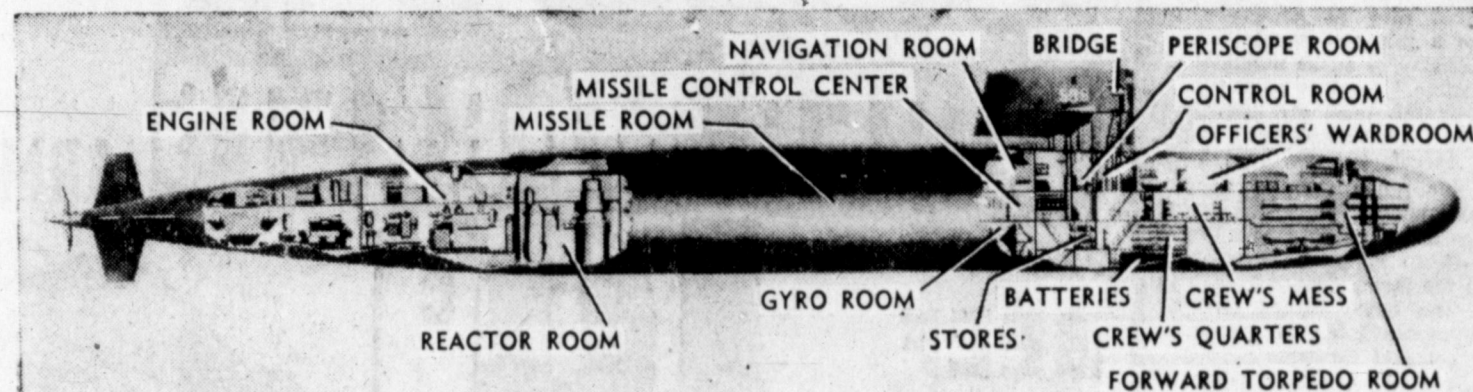 NAVIGATION ROOM
BRIDGE
PERISCOPE ROOM
MISSILE CONTROL CENTER
CONTROL ROOM
ENGINE ROOM
MISSILE ROOM
OFFICERS' WARDROOM
GYRO ROOM
BATTERIES
CREW'S MESS
REACTOR ROOM
STORES
CREW'S QUARTERS
FORWARD TORPEDO ROOM